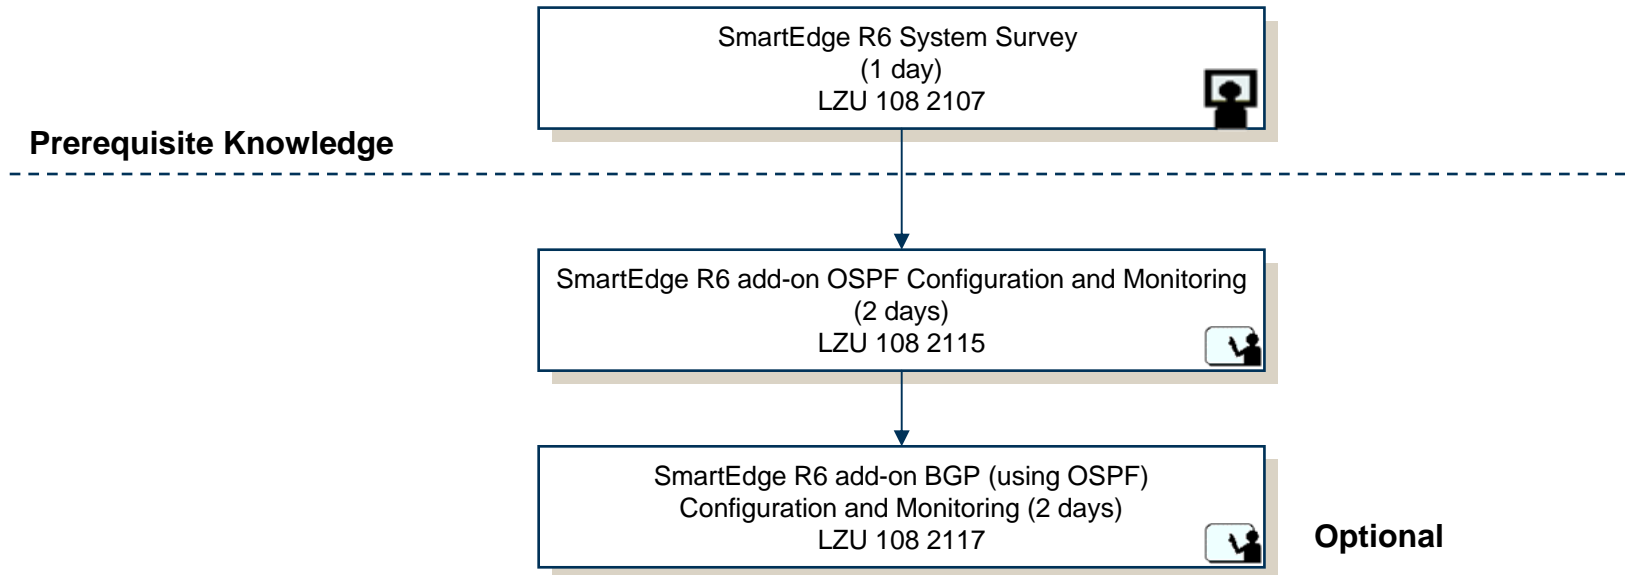 SmartEdge R6 System Survey
(1 day)
LZU 108 2107
Prerequisite Knowledge
SmartEdge R6 add-on OSPF Configuration and Monitoring
(2 days)
LZU 108 2115
SmartEdge R6 add-on BGP (using OSPF)
Configuration and Monitoring (2 days)
LZU 108 2117
Optional